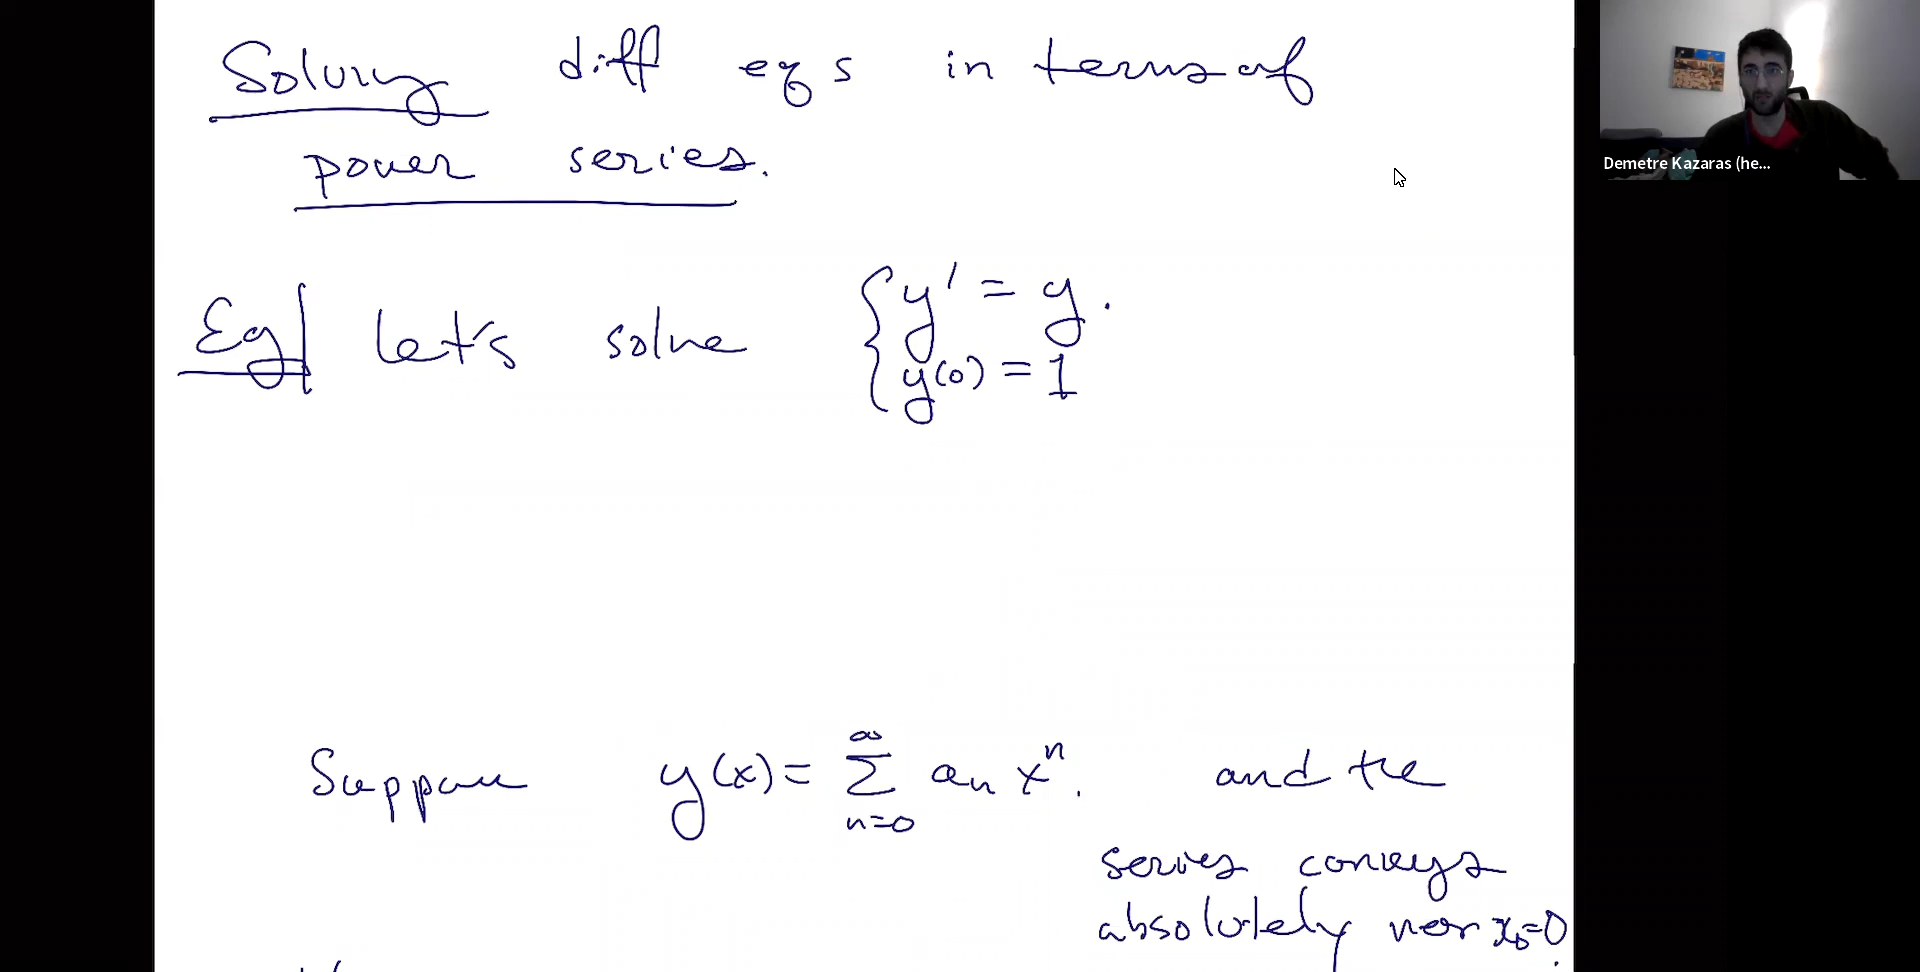 Solving diff eqs in terms of
power series.
Eg| let's solve { y' = y.
y(0) = 1
Suppose y(x) = ∑_{n=0}^{∞} a_n x^n. and the
series converges
absolutely near x_0=0.
Demetre Kazaras (he...